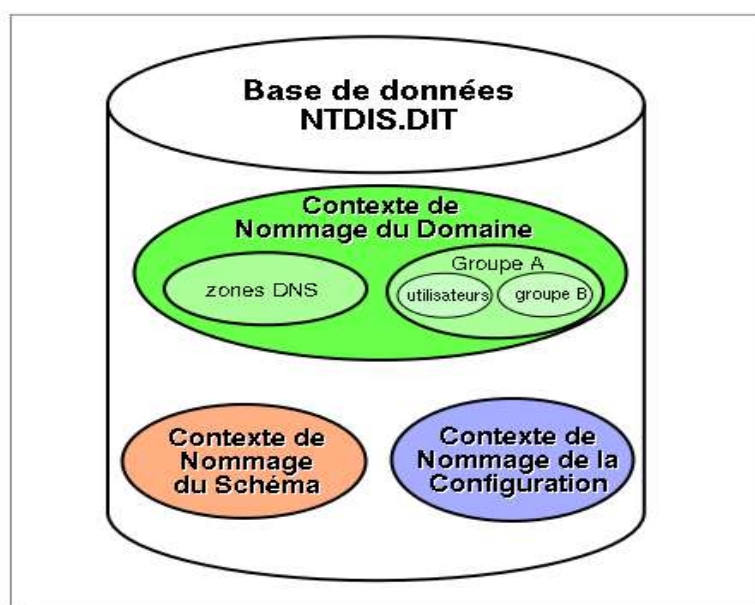 Base de données
NTDIS.DIT
Contexte de
Nommage du Domaine
zones DNS
Groupe A
utilisateurs
groupe B
Contexte de
Nommage
du Schéma
Contexte de
Nommage de la
Configuration